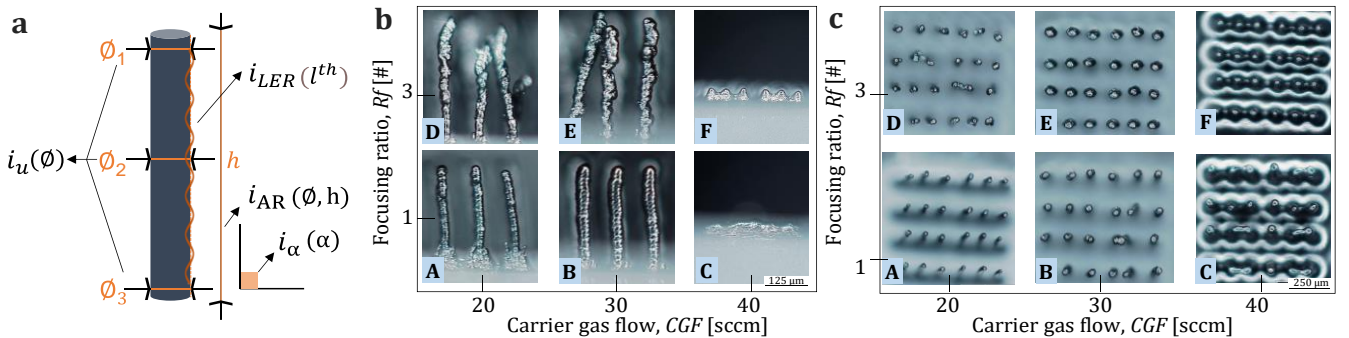 a
∅1
i_LER (l^th)
i_u(∅)
∅2
h
i_AR (∅, h)
i_α (α)
∅3
b
Focusing ratio, Rf [#]
3
1
D
E
F
A
B
C
125 µm
20
30
40
Carrier gas flow, CGF [sccm]
c
Focusing ratio, Rf [#]
3
1
D
E
F
A
B
C
250 µm
20
30
40
Carrier gas flow, CGF [sccm]